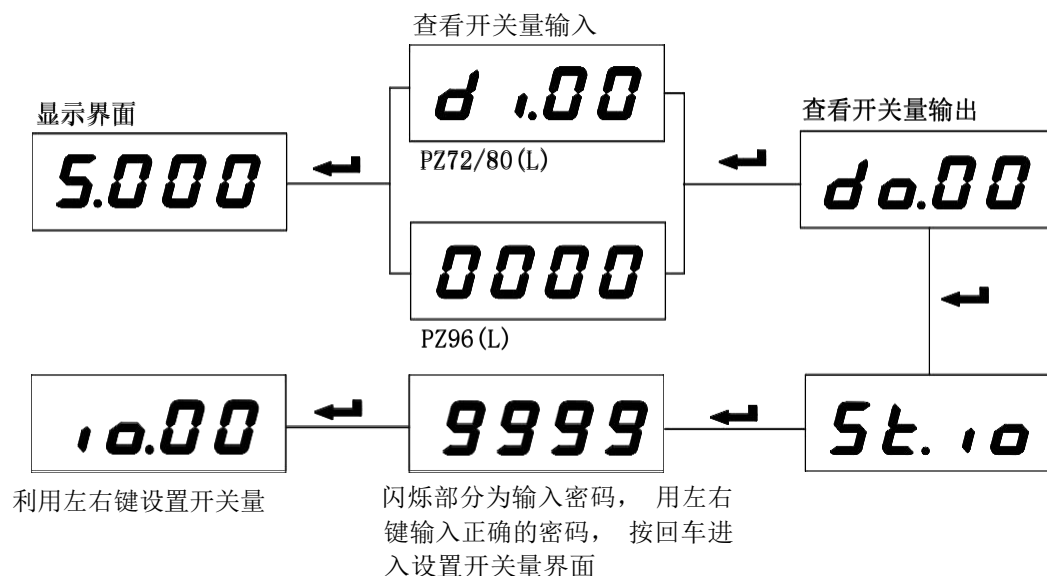 查看开关量输入
di.00
显示界面
查看开关量输出
5.000
PZ72/80(L)
do.00
0000
PZ96(L)
io.00
9999
St.io
利用左右键设置开关量
闪烁部分为输入密码， 用左右
键输入正确的密码， 按回车进
入设置开关量界面